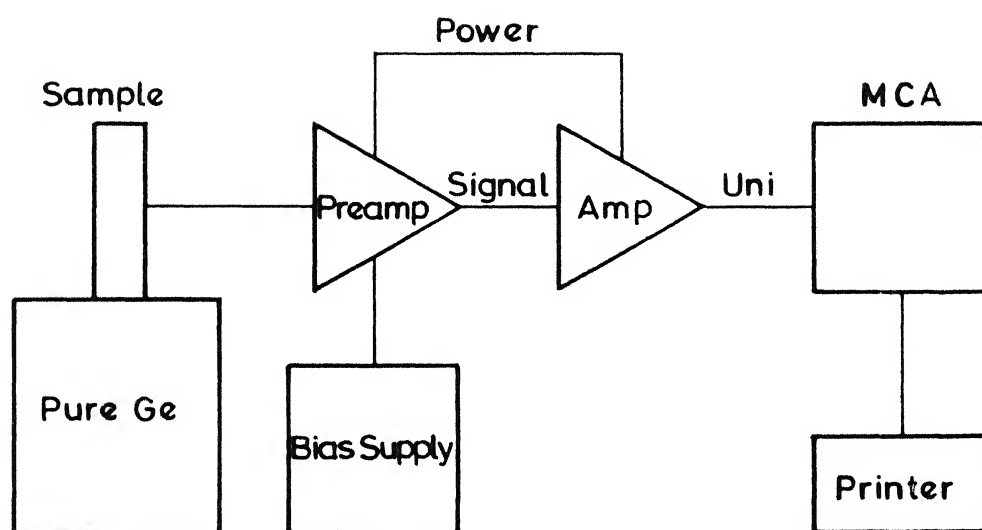 Power
Sample
MCA
Preamp
Signal
Amp
Uni
Pure Ge
Bias Supply
Printer